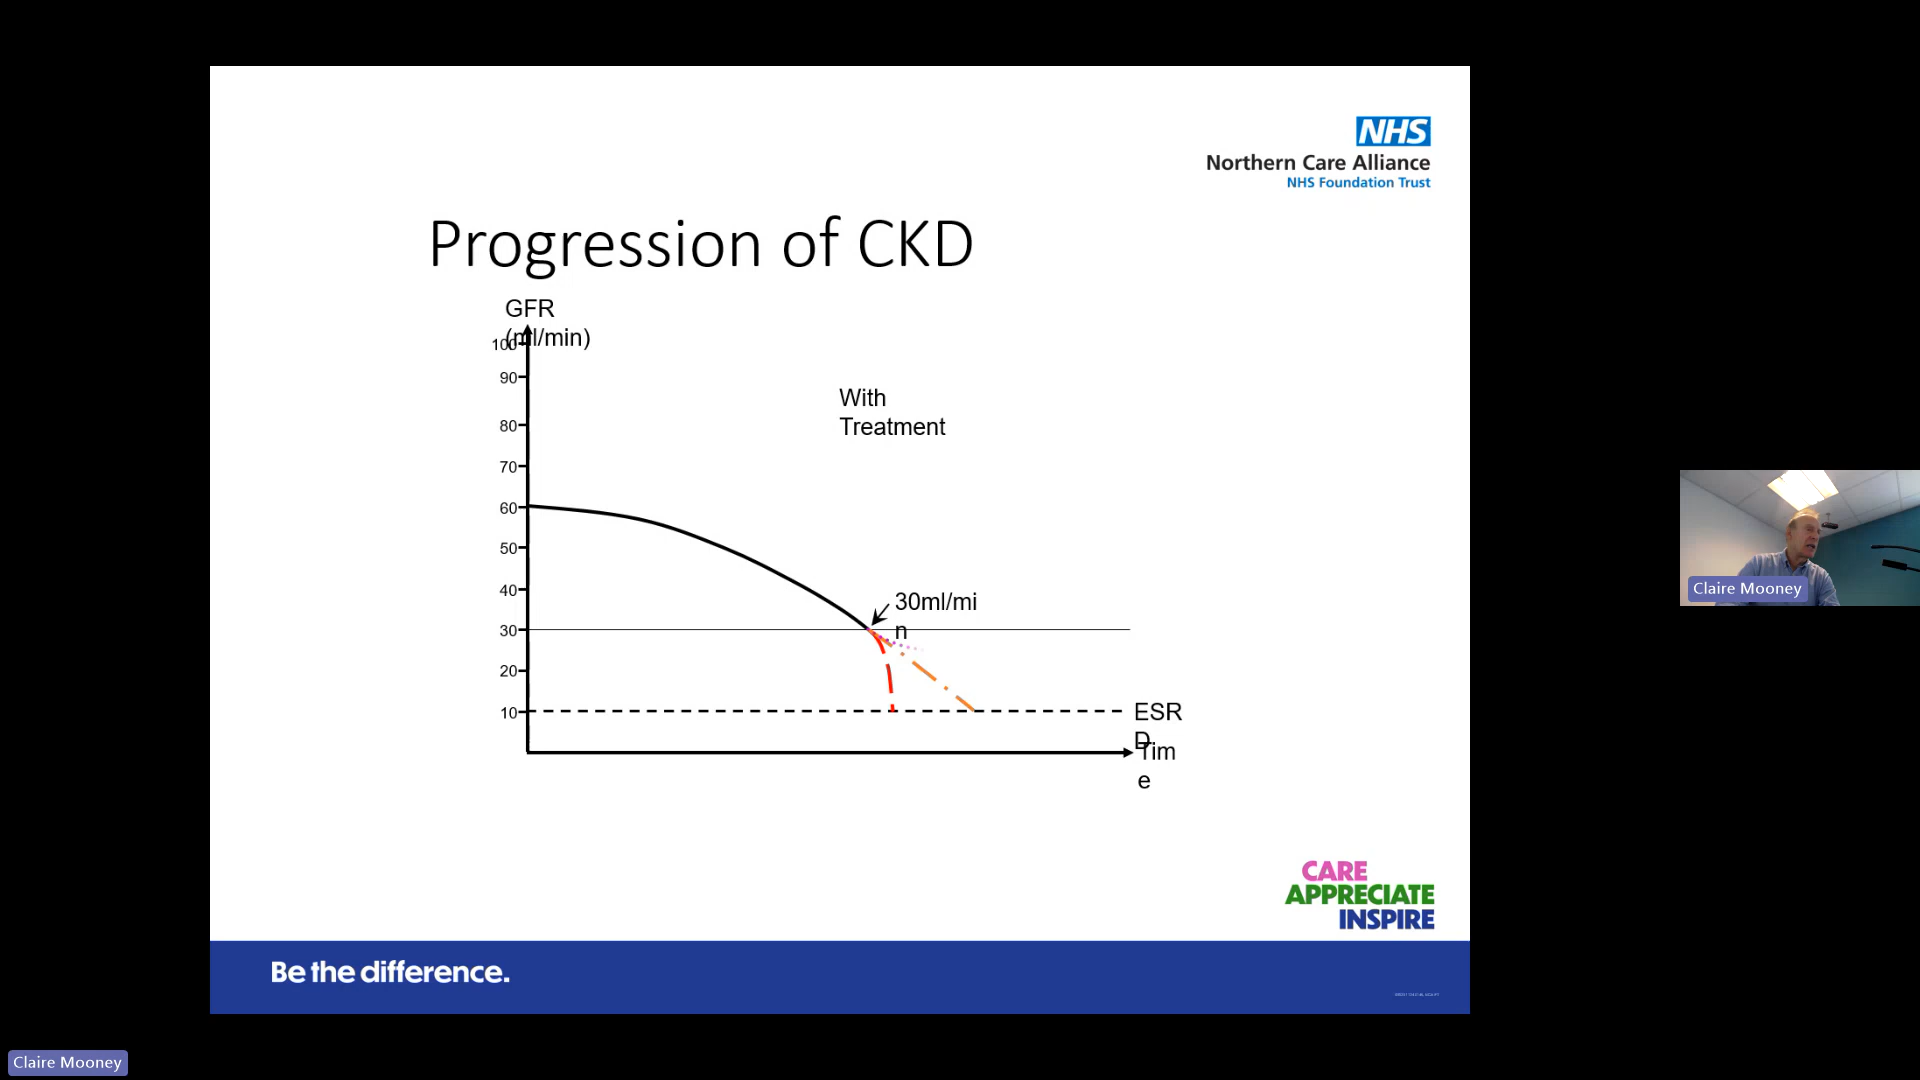 NHS
Northern Care Alliance
NHS Foundation Trust
Progression of CKD
GFR
(ml/min)
100
90
With
Treatment
80
70
60
50
40
30ml/mi
n
30
20
10
ESR
D
Tim
e
CARE
APPRECIATE
INSPIRE
Be the difference.
Claire Mooney
Claire Mooney